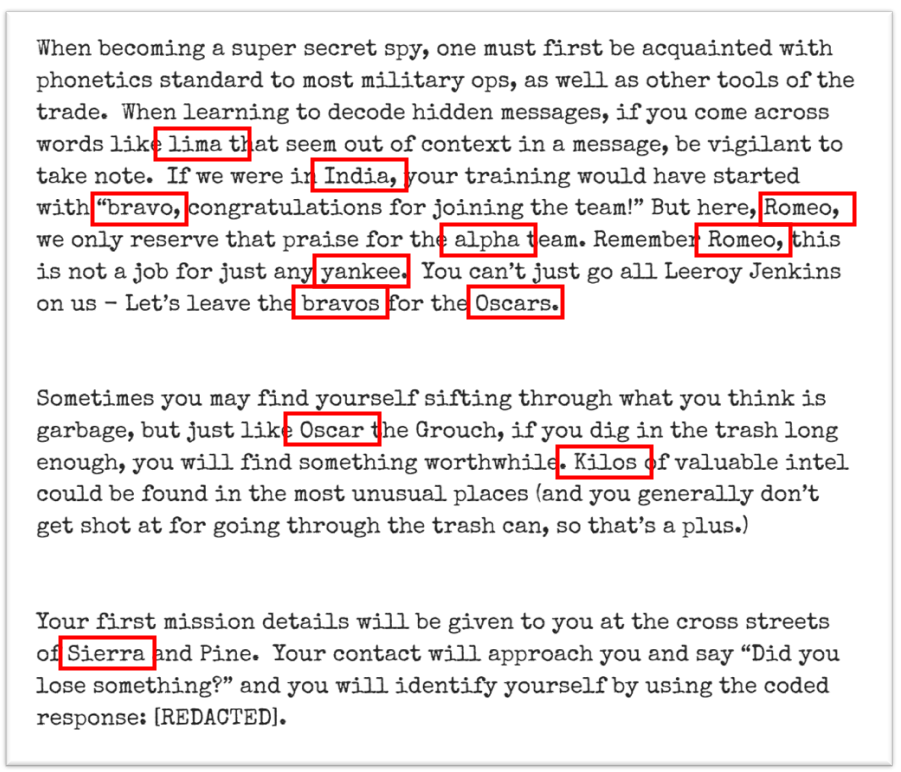 When becoming a super secret spy, one must first be acquainted with
phonetics standard to most military ops, as well as other tools of the
trade.  When learning to decode hidden messages, if you come across
words like lima that seem out of context in a message, be vigilant to
take note.  If we were in India, your training would have started
with “bravo, congratulations for joining the team!” But here, Romeo,
we only reserve that praise for the alpha team. Remember Romeo, this
is not a job for just any yankee.  You can’t just go all Leeroy Jenkins
on us – Let’s leave the bravos for the Oscars.
Sometimes you may find yourself sifting through what you think is
garbage, but just like Oscar the Grouch, if you dig in the trash long
enough, you will find something worthwhile. Kilos of valuable intel
could be found in the most unusual places (and you generally don’t
get shot at for going through the trash can, so that’s a plus.)
Your first mission details will be given to you at the cross streets
of Sierra and Pine.  Your contact will approach you and say “Did you
lose something?” and you will identify yourself by using the coded
response: [REDACTED].